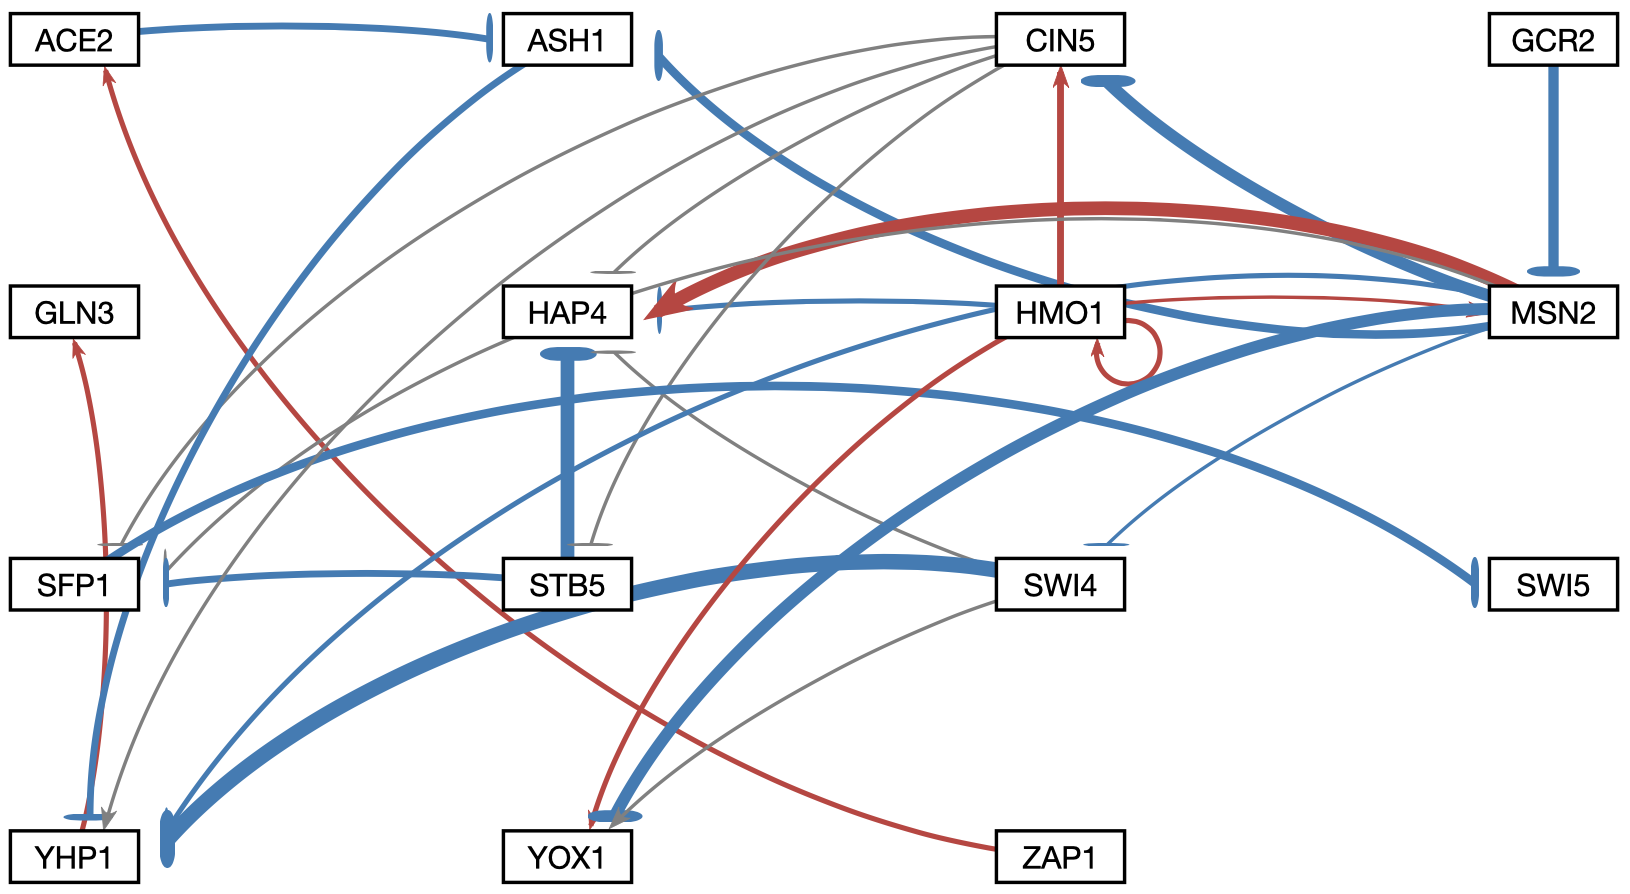 ACE2 ASH1 CIN5 GCR2
GLN3 HAP4 HMO1 MSN2
SFP1 STB5 SWI4 SWI5
YHP1 YOX1 ZAP1